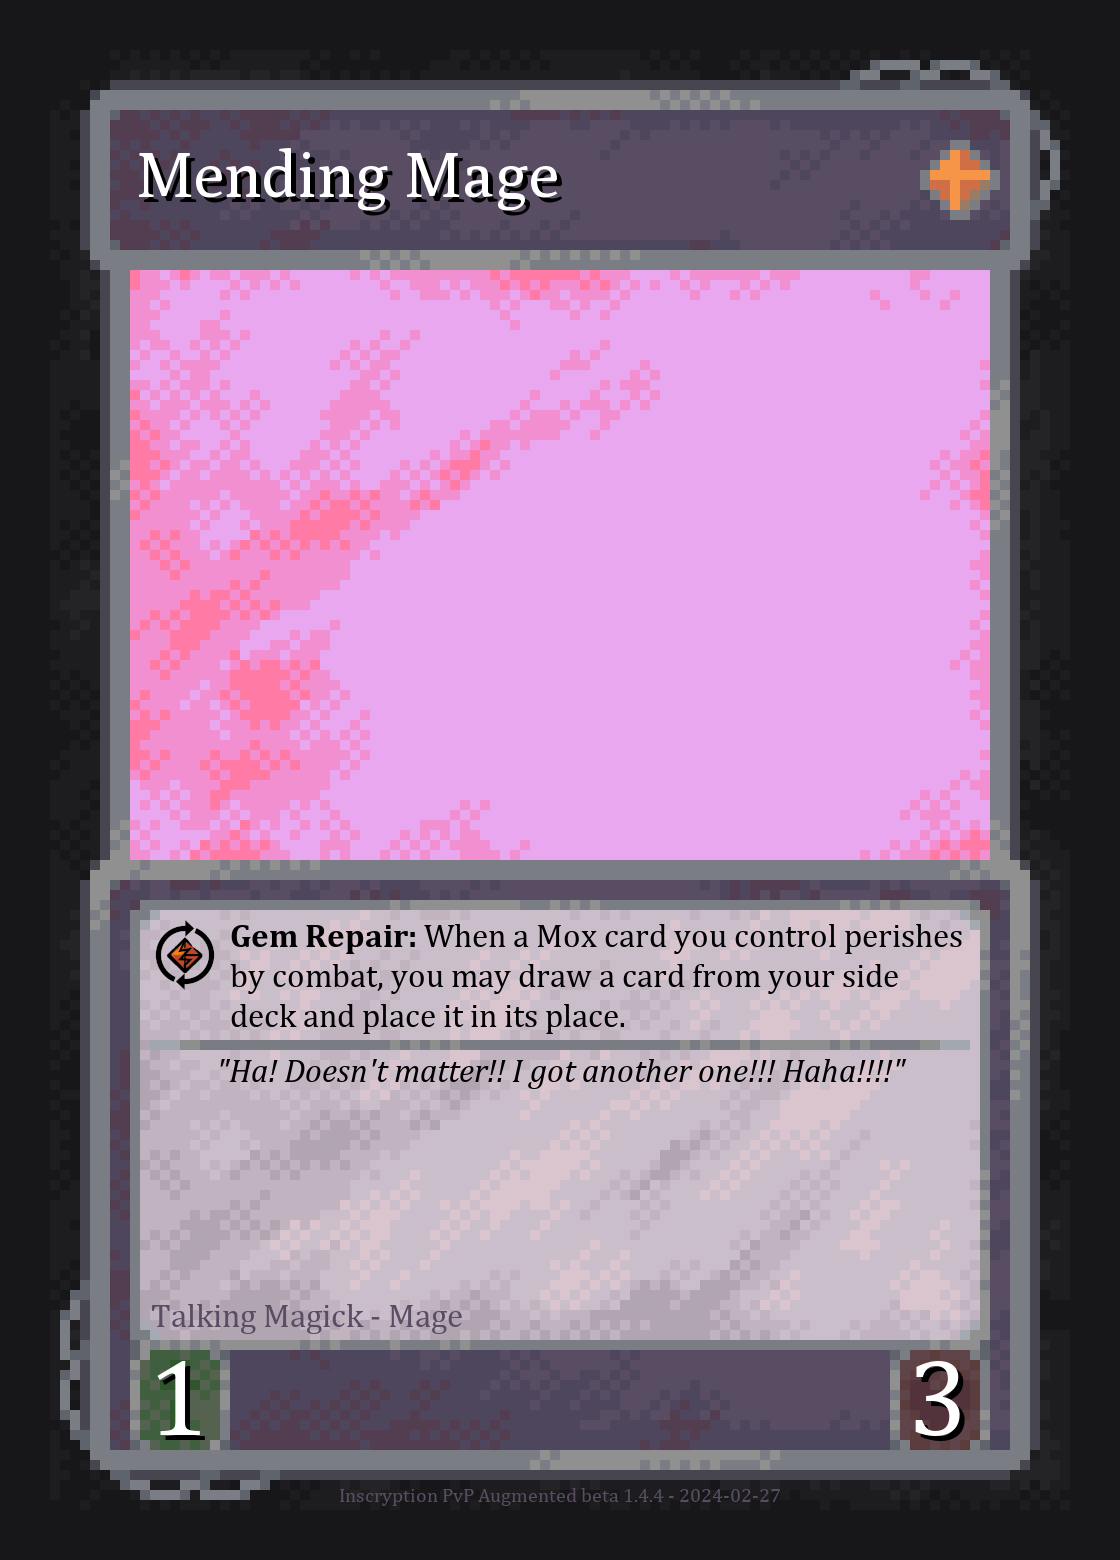 Mending Mage
Gem Repair: When a Mox card you control perishes
by combat, you may draw a card from your side
deck and place it in its place.
"Ha! Doesn't matter!! I got another one!!! Haha!!!!"
Talking Magick - Mage
1
3
Inscryption PvP Augmented beta 1.4.4 - 2024-02-27